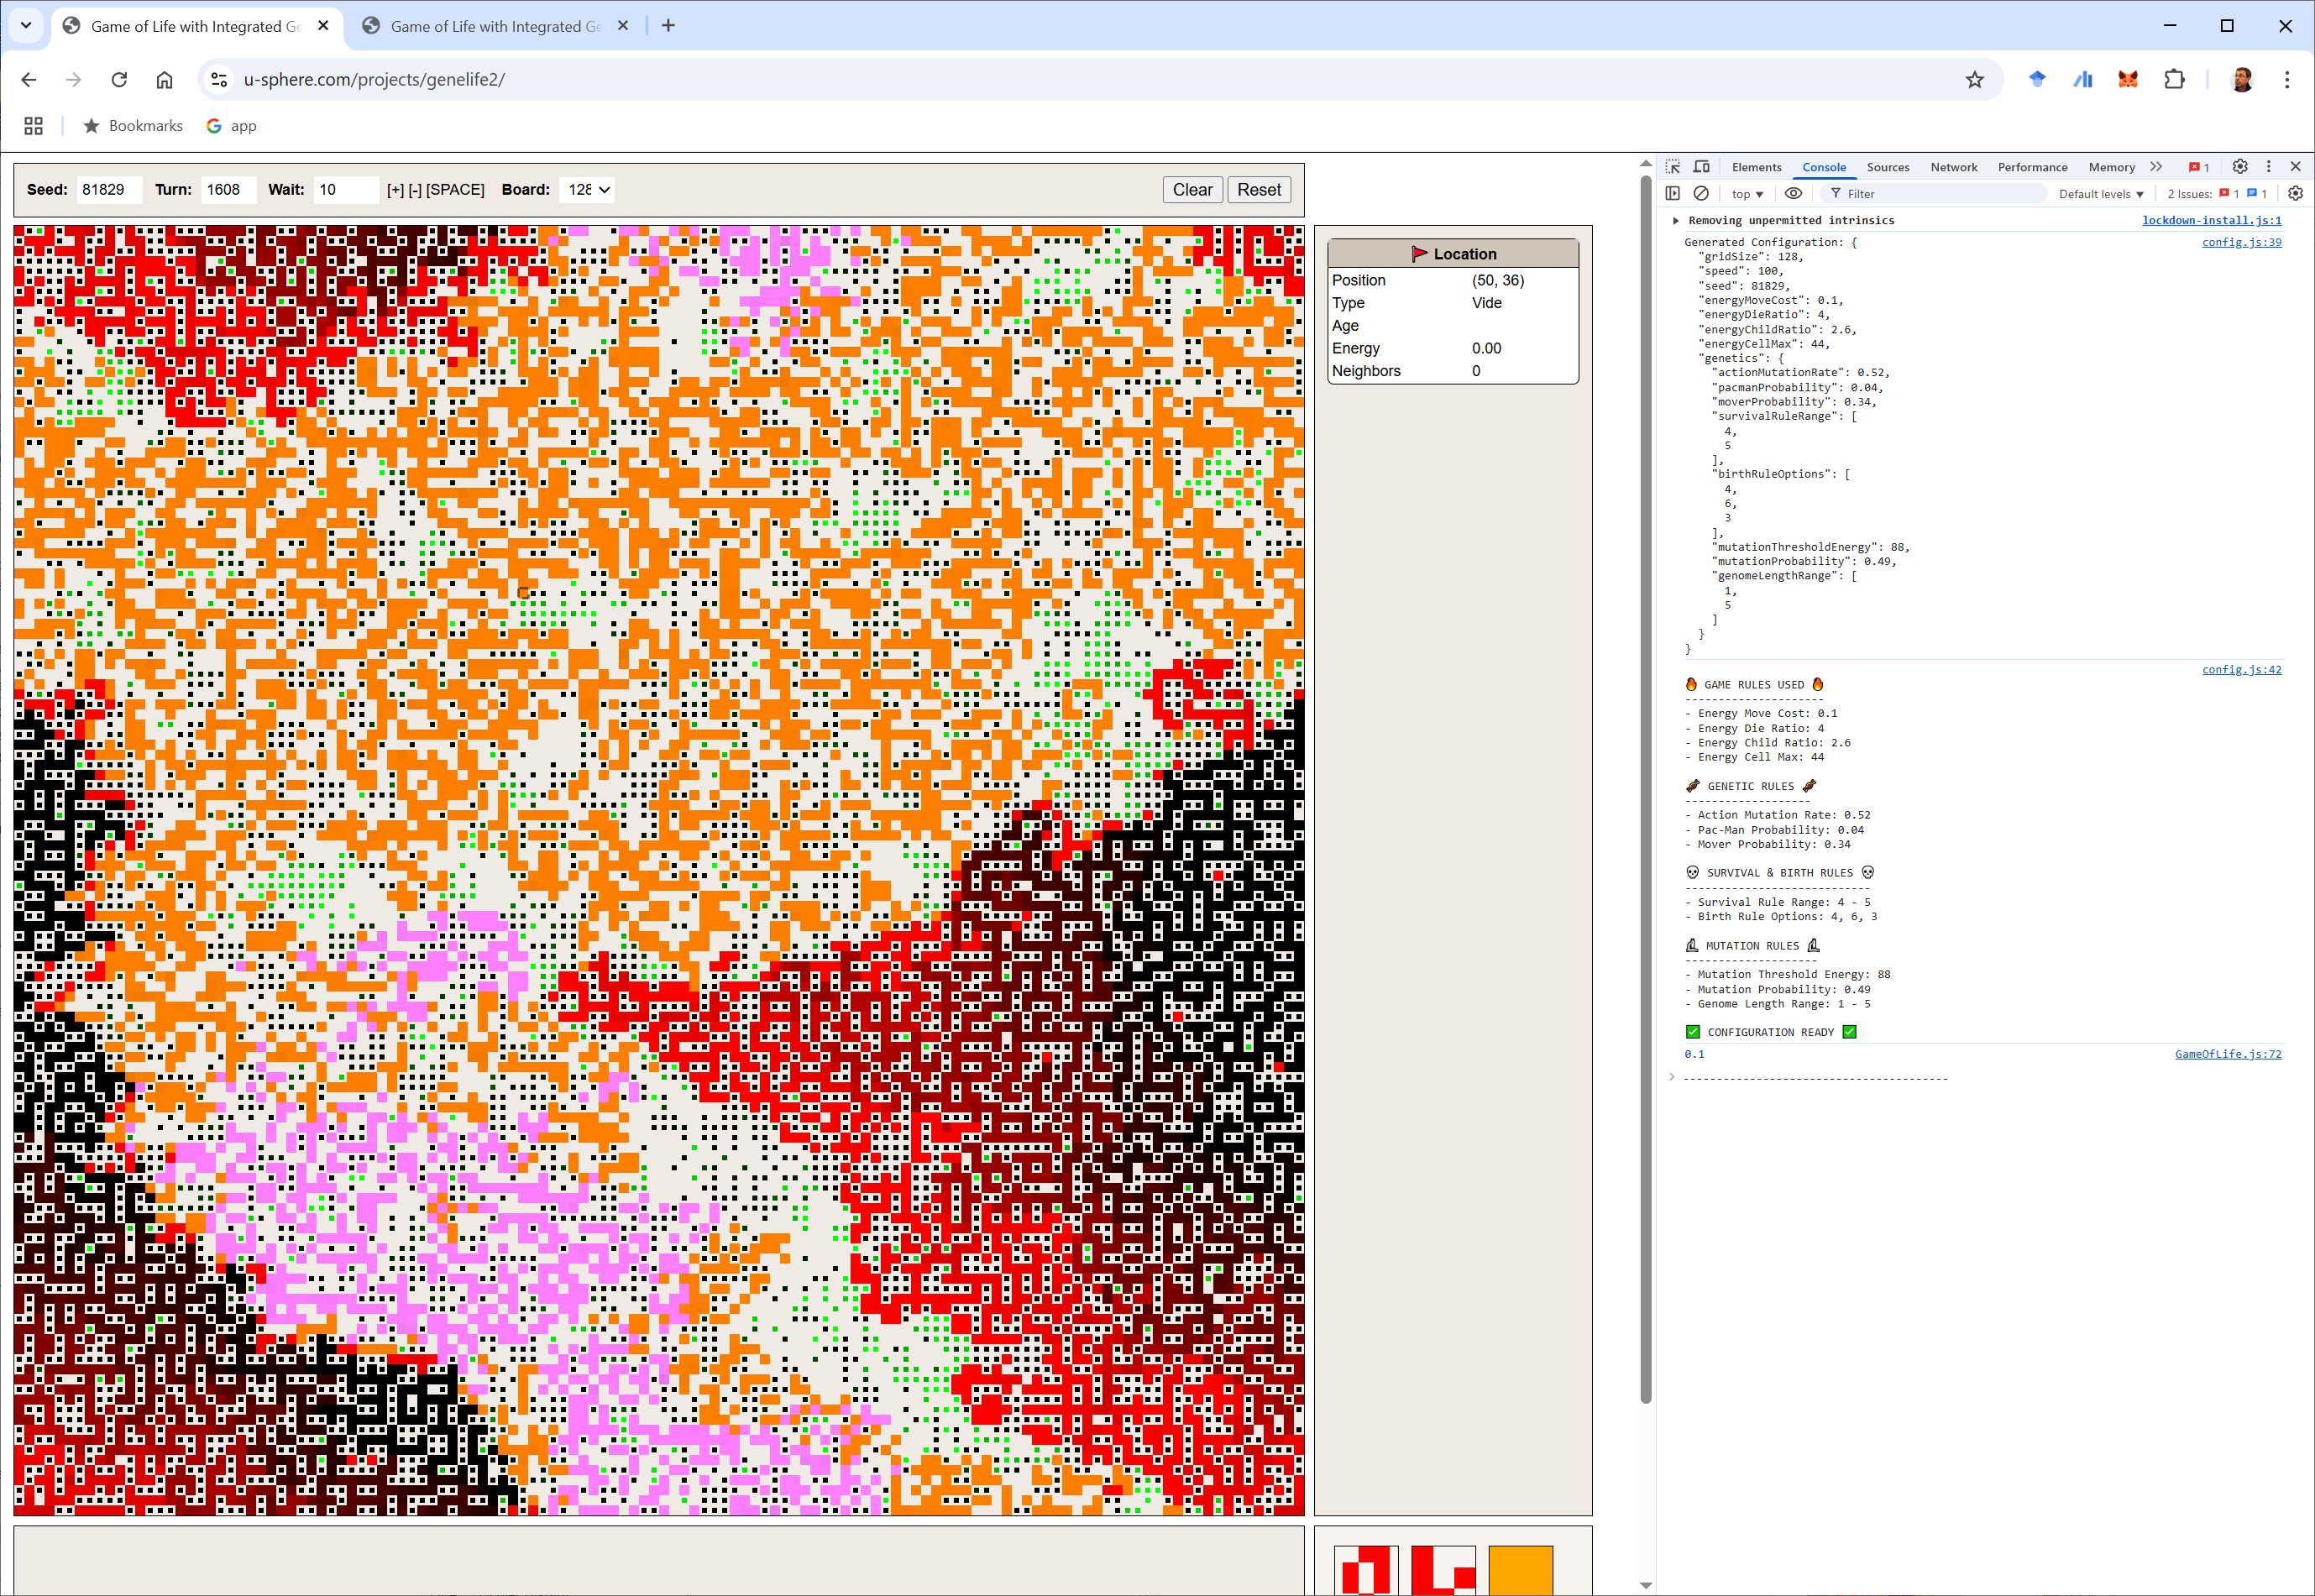 Game of Life with Integrated Ge
Game of Life with Integrated Ge
u-sphere.com/projects/genelife2/
Bookmarks
app
Seed: 81829 Turn: 1608 Wait: 10 [+] [-] [SPACE] Board: 128
Clear
Reset
Location
Position (50, 36)
Type Vide
Age
Energy 0.00
Neighbors 0
Elements Console Sources Network Performance Memory 1
top Filter Default levels 2 Issues: 1 1
Removing unpermitted intrinsics lockdown-install.js:1
Generated Configuration: { config.js:39
"gridSize": 128,
"speed": 100,
"seed": 81829,
"energyMoveCost": 0.1,
"energyDieRatio": 4,
"energyChildRatio": 2.6,
"energyCellMax": 44,
"genetics": {
"actionMutationRate": 0.52,
"pacmanProbability": 0.04,
"moverProbability": 0.34,
"survivalRuleRange": [
4,
5
],
"birthRuleOptions": [
4,
6,
3
],
"mutationThresholdEnergy": 88,
"mutationProbability": 0.49,
"genomeLengthRange": [
1,
5
]
}
}
config.js:42
🔥 GAME RULES USED 🔥
---------------------
- Energy Move Cost: 0.1
- Energy Die Ratio: 4
- Energy Child Ratio: 2.6
- Energy Cell Max: 44
GENETIC RULES
-------------------
- Action Mutation Rate: 0.52
- Pac-Man Probability: 0.04
- Mover Probability: 0.34
💀 SURVIVAL & BIRTH RULES 💀
----------------------------
- Survival Rule Range: 4 - 5
- Birth Rule Options: 4, 6, 3
MUTATION RULES
--------------------
- Mutation Threshold Energy: 88
- Mutation Probability: 0.49
- Genome Length Range: 1 - 5
✅ CONFIGURATION READY ✅
0.1 GameOfLife.js:72
----------------------------------------